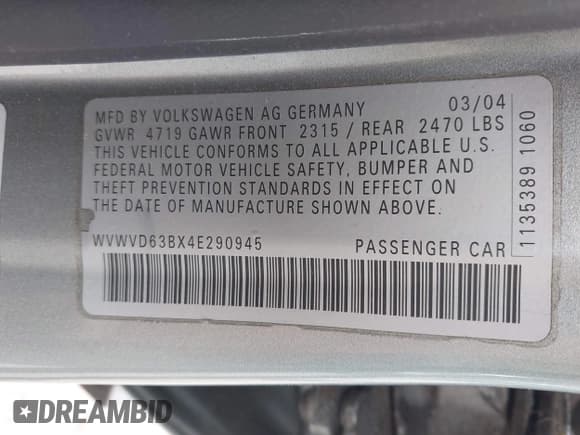 MFD BY VOLKSWAGEN AG GERMANY 03/04
GVWR 4719 GAWR FRONT 2315 / REAR 2470 LBS
THIS VEHICLE CONFORMS TO ALL APPLICABLE U.S.
FEDERAL MOTOR VEHICLE SAFETY, BUMPER AND
THEFT PREVENTION STANDARDS IN EFFECT ON
THE DATE OF MANUFACTURE SHOWN ABOVE.
WVWVD63BX4E290945 PASSENGER CAR
1135389 1060
DREAMBID